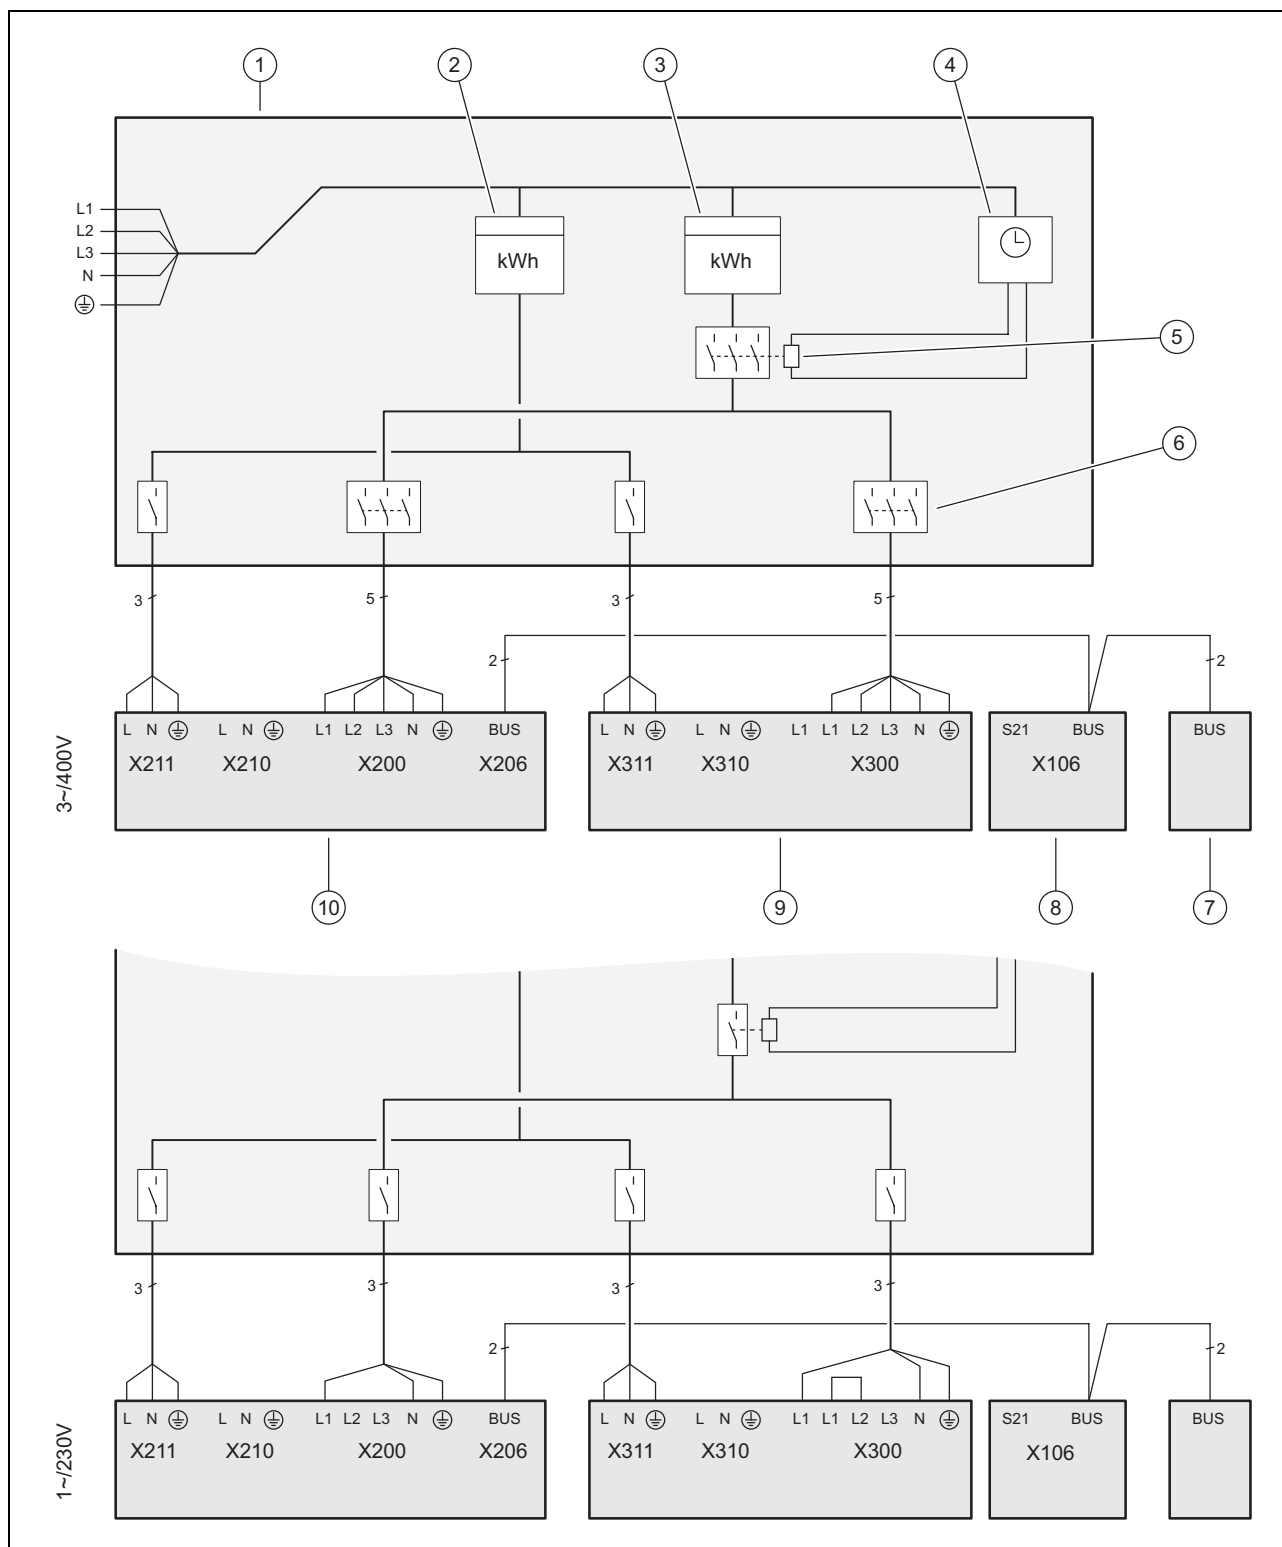 1
2
3
4
L1
L2
L3
N
kWh
kWh
5
6
3
5
3
5
2
2
3~/400V
L N
L N
L1 L2 L3 N
BUS
X211
X210
X200
X206
L N
L N
L1 L1 L2 L3 N
X311
X310
X300
S21 BUS
X106
BUS
10
9
8
7
3
3
3
3
2
2
1~/230V
L N
L N
L1 L2 L3 N
BUS
X211
X210
X200
X206
L N
L N
L1 L1 L2 L3 N
X311
X310
X300
S21 BUS
X106
BUS